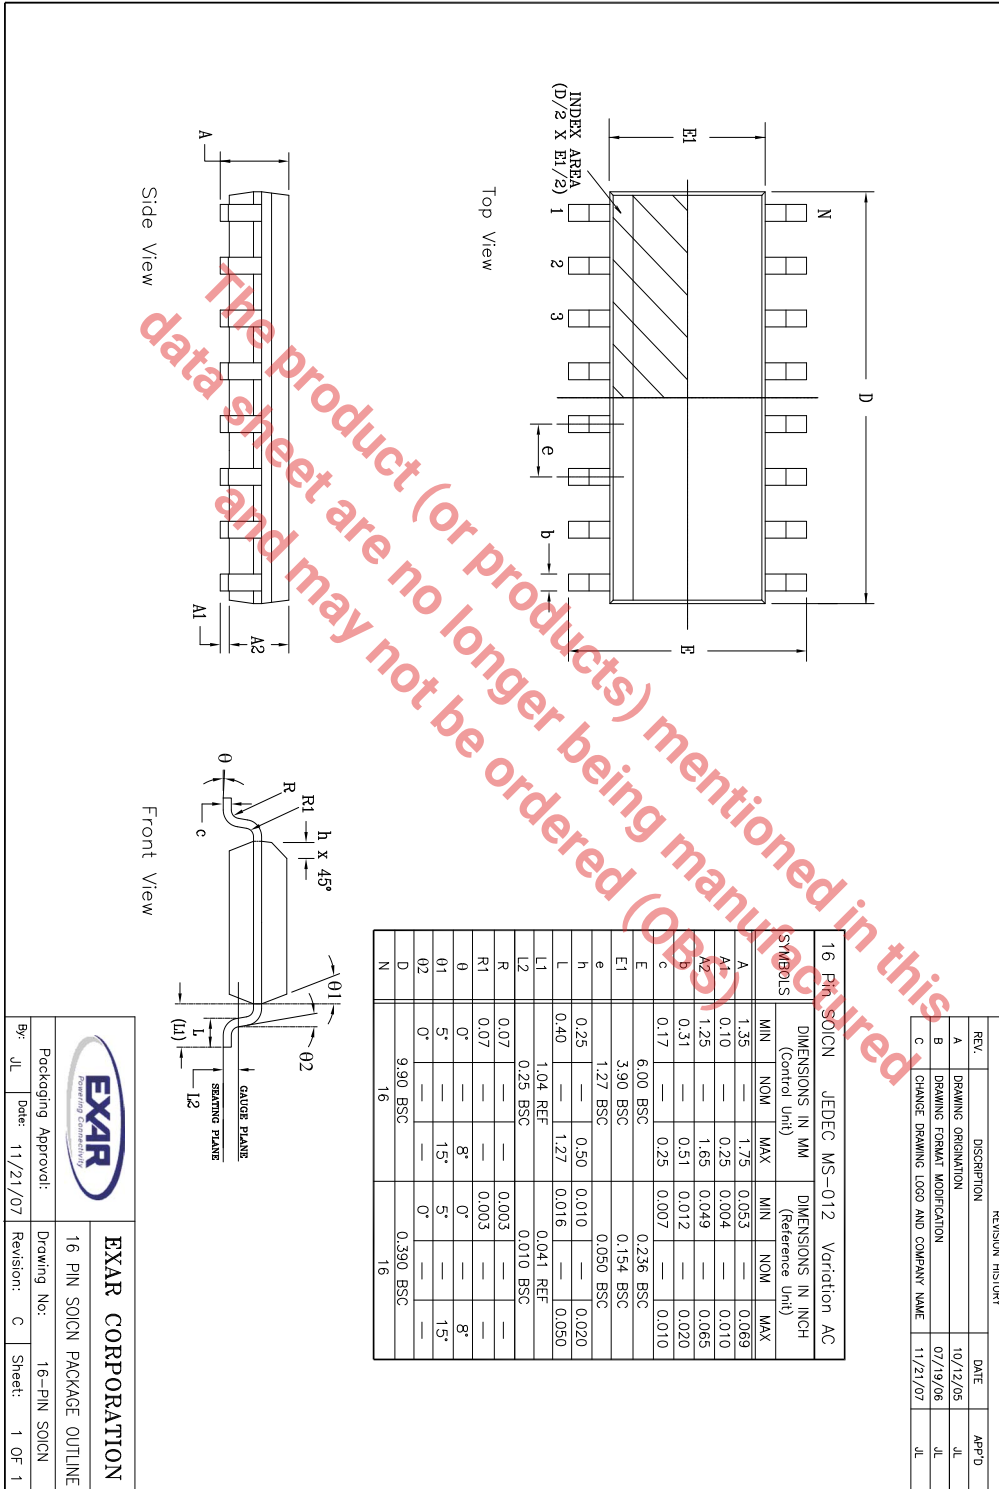 REVISION HISTORY
REV. DISCRIPTION DATE APP'D
A DRAWING ORIGINATION 10/12/05 JL
B DRAWING FORMAT MODIFICATION 07/19/06 JL
C CHANGE DRAWING LOGO AND COMPANY NAME 11/21/07 JL
D
N
E1
E
INDEX AREA
(D/2 X E1/2)
1 2 3
e
b
Top View
A
A1
A2
Side View
16 Pin SOICN JEDEC MS-012 Variation AC
SYMBOLS
DIMENSIONS IN MM
(Control Unit)
DIMENSIONS IN INCH
(Reference Unit)
MIN NOM MAX MIN NOM MAX
A 1.35 — 1.75 0.053 — 0.069
A1 0.10 — 0.25 0.004 — 0.010
A2 1.25 — 1.65 0.049 — 0.065
b 0.31 — 0.51 0.012 — 0.020
c 0.17 — 0.25 0.007 — 0.010
E 6.00 BSC 0.236 BSC
E1 3.90 BSC 0.154 BSC
e 1.27 BSC 0.050 BSC
h 0.25 — 0.50 0.010 — 0.020
L 0.40 — 1.27 0.016 — 0.050
L1 1.04 REF 0.041 REF
L2 0.25 BSC 0.010 BSC
R 0.07 — — 0.003 — —
R1 0.07 — — 0.003 — —
θ 0° — 8° 0° — 8°
θ1 5° — 15° 5° — 15°
θ2 0° — — 0° — —
D 9.90 BSC 0.390 BSC
N 16 16
h x 45°
R1
R
θ
c
θ1
θ2
L
(L1)
L2
GAUGE PLANE
SEATING PLANE
Front View
The product (or products) mentioned in this
data sheet are no longer being manufactured
and may not be ordered (OBS)
EXAR
Powering Connectivity
EXAR CORPORATION
16 PIN SOICN PACKAGE OUTLINE
Packaging Approval:
Drawing No: 16-PIN SOICN
By: JL Date: 11/21/07 Revision: C Sheet: 1 OF 1